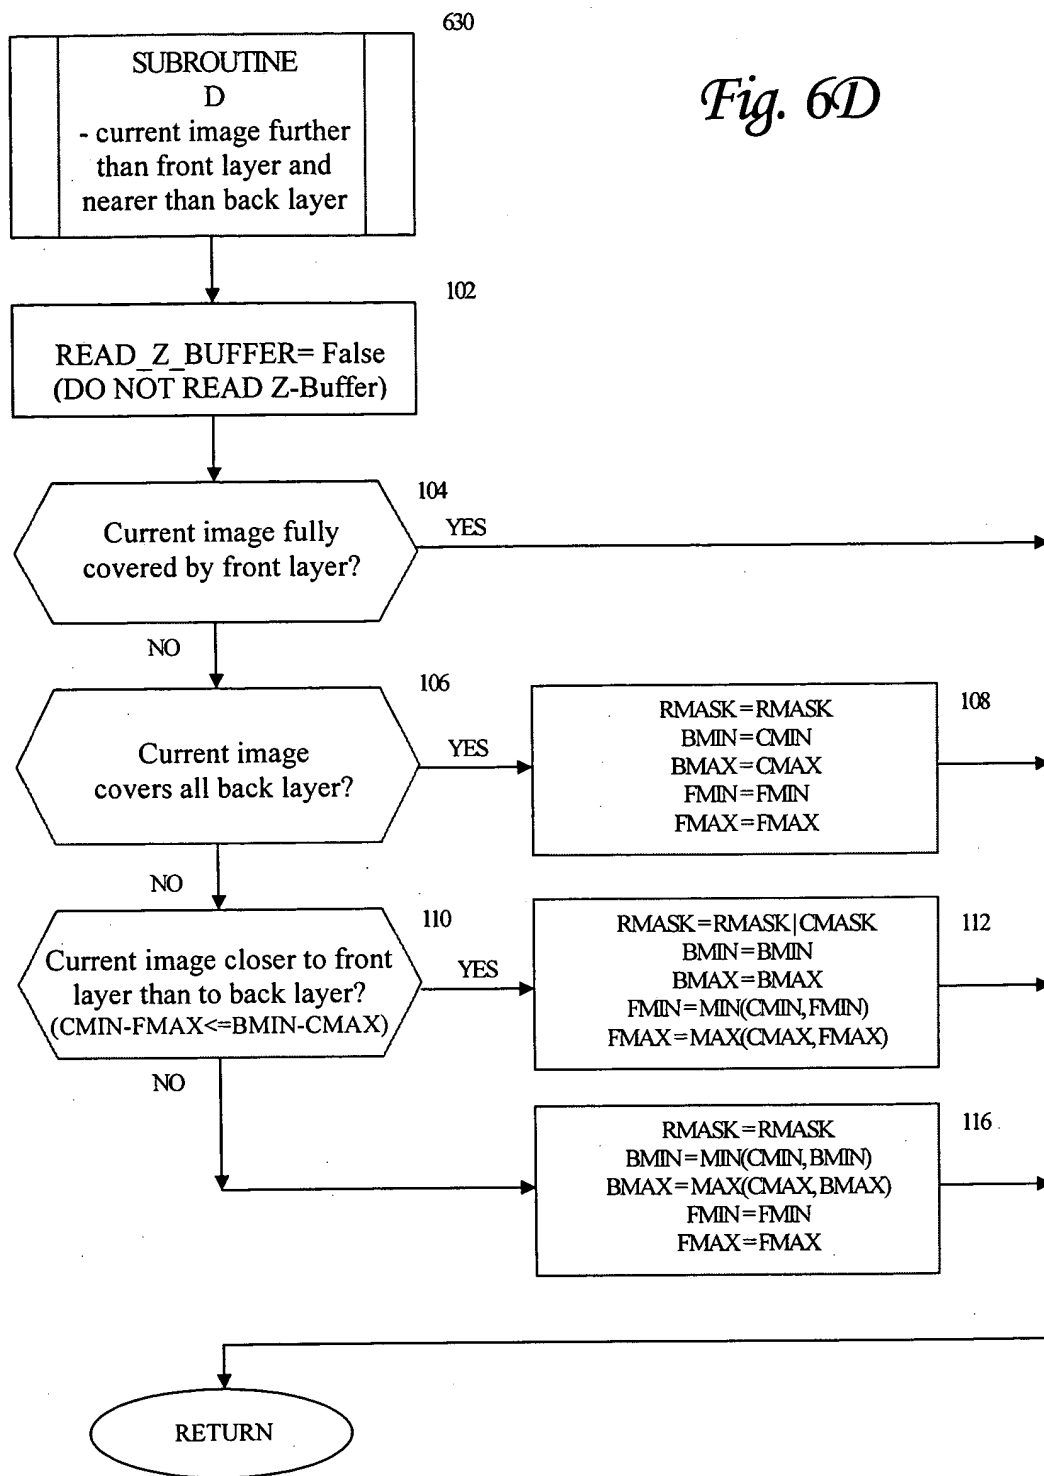 630
SUBROUTINE
D
- current image further
than front layer and
nearer than back layer
Fig. 6D
102
READ_Z_BUFFER= False
(DO NOT READ Z-Buffer)
104
Current image fully
covered by front layer?
YES
NO
106
Current image
covers all back layer?
YES
RMASK=RMASK
BMIN=CMIN
BMAX=CMAX
FMIN=FMIN
FMAX=FMAX
108
NO
110
Current image closer to front
layer than to back layer?
(CMIN-FMAX<=BMIN-CMAX)
YES
RMASK=RMASK|CMASK
BMIN=BMIN
BMAX=BMAX
FMIN=MIN(CMIN,FMIN)
FMAX=MAX(CMAX,FMAX)
112
NO
RMASK=RMASK
BMIN=MIN(CMIN,BMIN)
BMAX=MAX(CMAX,BMAX)
FMIN=FMIN
FMAX=FMAX
116
RETURN